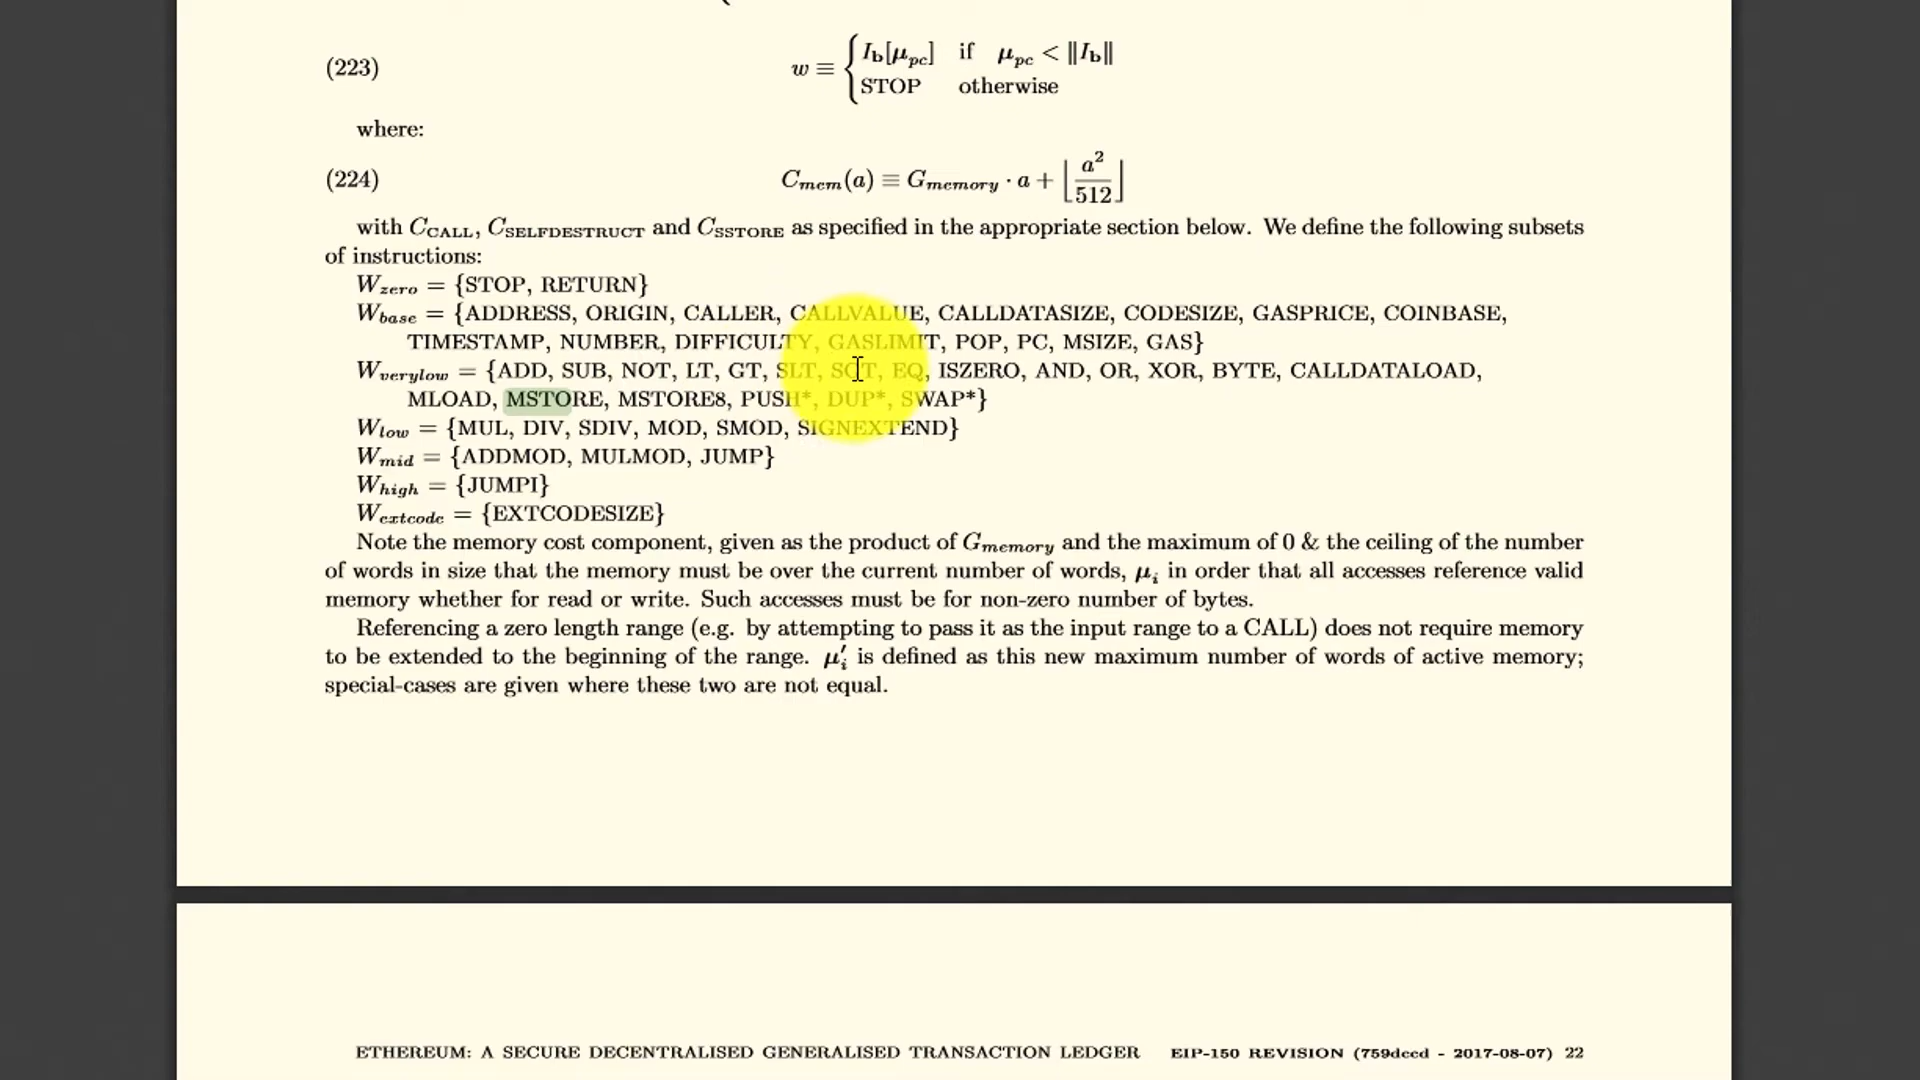 (223) w ≡ { I_b[μ_pc] if μ_pc < ‖I_b‖
STOP otherwise
where:
(224) C_mem(a) ≡ G_memory · a + ⌊a²/512⌋
with C_CALL, C_SELFDESTRUCT and C_SSTORE as specified in the appropriate section below. We define the following subsets
of instructions:
W_zero = {STOP, RETURN}
W_base = {ADDRESS, ORIGIN, CALLER, CALLVALUE, CALLDATASIZE, CODESIZE, GASPRICE, COINBASE,
TIMESTAMP, NUMBER, DIFFICULTY, GASLIMIT, POP, PC, MSIZE, GAS}
W_verylow = {ADD, SUB, NOT, LT, GT, SLT, SGT, EQ, ISZERO, AND, OR, XOR, BYTE, CALLDATALOAD,
MLOAD, MSTORE, MSTORE8, PUSH*, DUP*, SWAP*}
W_low = {MUL, DIV, SDIV, MOD, SMOD, SIGNEXTEND}
W_mid = {ADDMOD, MULMOD, JUMP}
W_high = {JUMPI}
W_extcode = {EXTCODESIZE}
Note the memory cost component, given as the product of G_memory and the maximum of 0 & the ceiling of the number
of words in size that the memory must be over the current number of words, μ_i in order that all accesses reference valid
memory whether for read or write. Such accesses must be for non-zero number of bytes.
Referencing a zero length range (e.g. by attempting to pass it as the input range to a CALL) does not require memory
to be extended to the beginning of the range. μ′_i is defined as this new maximum number of words of active memory;
special-cases are given where these two are not equal.
ETHEREUM: A SECURE DECENTRALISED GENERALISED TRANSACTION LEDGER EIP-150 REVISION (759dccd - 2017-08-07) 22